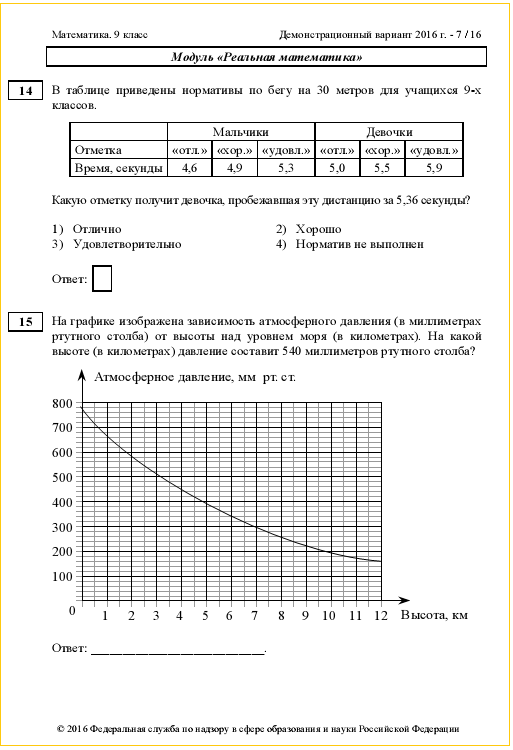 Математика. 9 класс Демонстрационный вариант 2016 г. - 7 / 16
Модуль «Реальная математика»
14 В таблице приведены нормативы по бегу на 30 метров для учащихся 9-х
классов.
Мальчики Девочки
Отметка «отл.» «хор.» «удовл.» «отл.» «хор.» «удовл.»
Время, секунды 4,6 4,9 5,3 5,0 5,5 5,9
Какую отметку получит девочка, пробежавшая эту дистанцию за 5,36 секунды?
1) Отлично 2) Хорошо
3) Удовлетворительно 4) Норматив не выполнен
Ответ:
15 На графике изображена зависимость атмосферного давления (в миллиметрах
ртутного столба) от высоты над уровнем моря (в километрах). На какой
высоте (в километрах) давление составит 540 миллиметров ртутного столба?
Атмосферное давление, мм рт. ст.
800
700
600
500
400
300
200
100
0
1 2 3 4 5 6 7 8 9 10 11 12 Высота, км
Ответ: ___________________________.
© 2016 Федеральная служба по надзору в сфере образования и науки Российской Федерации